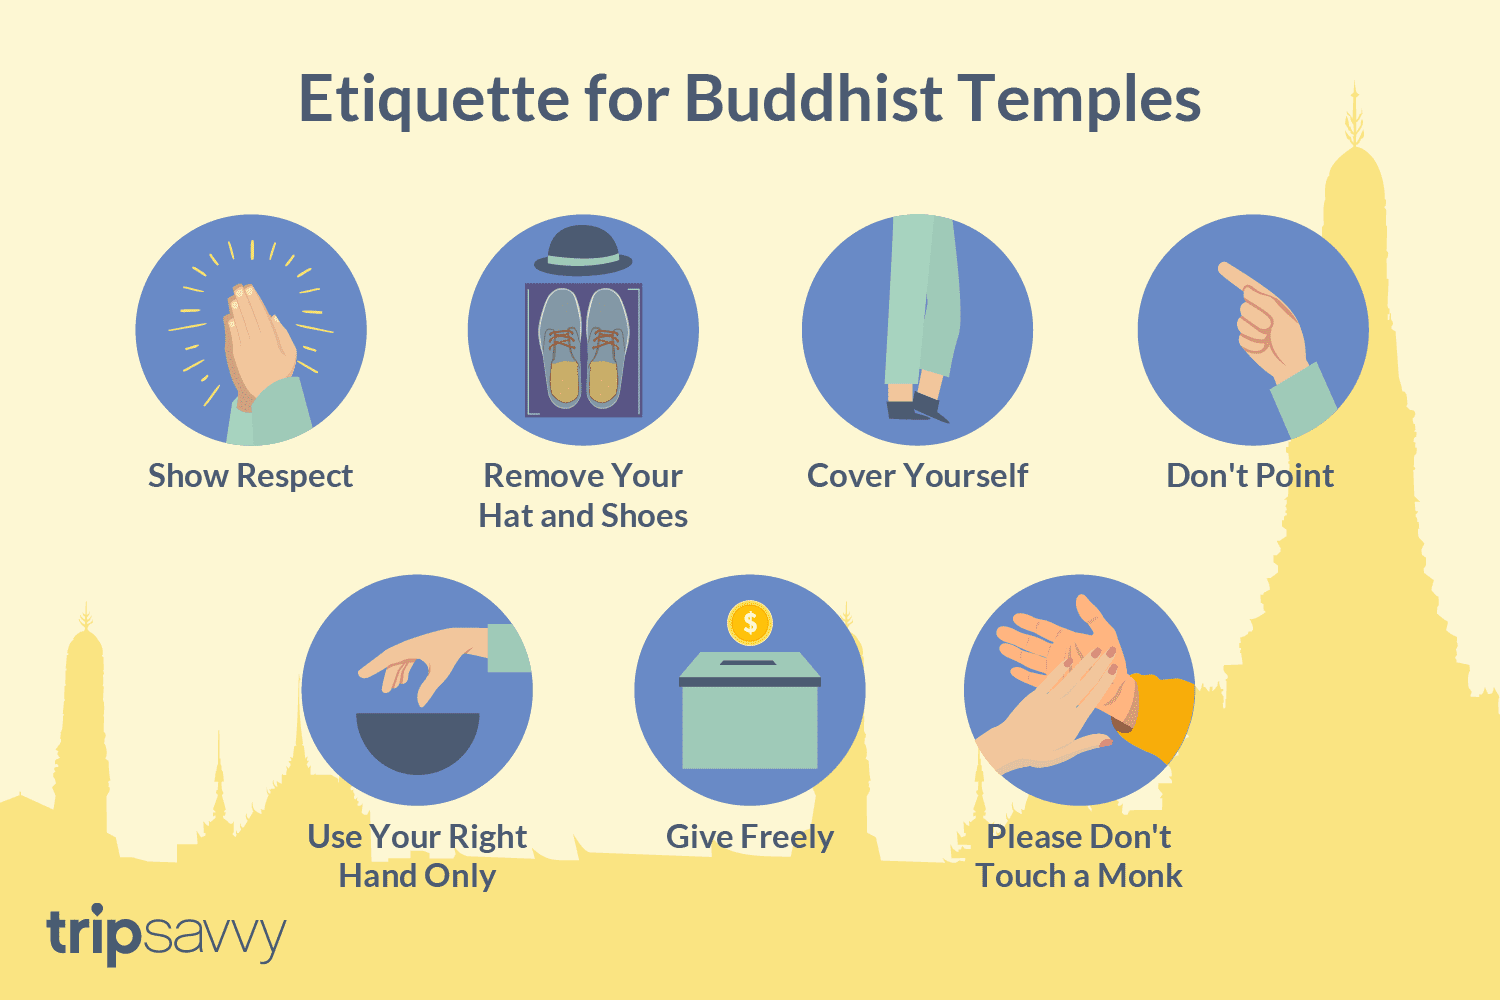 Etiquette for Buddhist Temples
Show Respect
Remove Your
Hat and Shoes
Cover Yourself
Don't Point
$
Use Your Right
Hand Only
Give Freely
Please Don't
Touch a Monk
tripsavvy